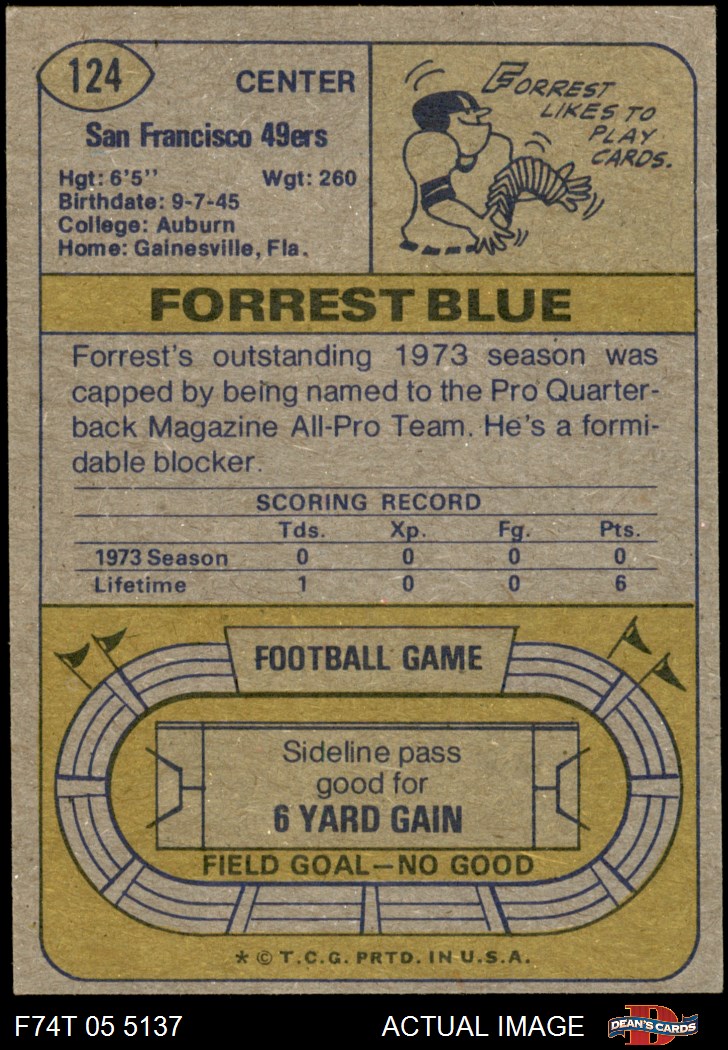 124
CENTER
San Francisco 49ers
Hgt: 6'5'' Wgt: 260
Birthdate: 9-7-45
College: Auburn
Home: Gainesville, Fla.
FORREST
LIKES TO
PLAY
CARDS.
FORREST BLUE
Forrest's outstanding 1973 season was
capped by being named to the Pro Quarter-
back Magazine All-Pro Team. He's a formi-
dable blocker.
SCORING RECORD
Tds. Xp. Fg. Pts.
1973 Season 0 0 0 0
Lifetime 1 0 0 6
FOOTBALL GAME
Sideline pass
good for
6 YARD GAIN
FIELD GOAL—NO GOOD
* © T.C.G. PRTD. IN U.S.A.
F74T 05 5137 ACTUAL IMAGE
D
DEAN'S CARDS